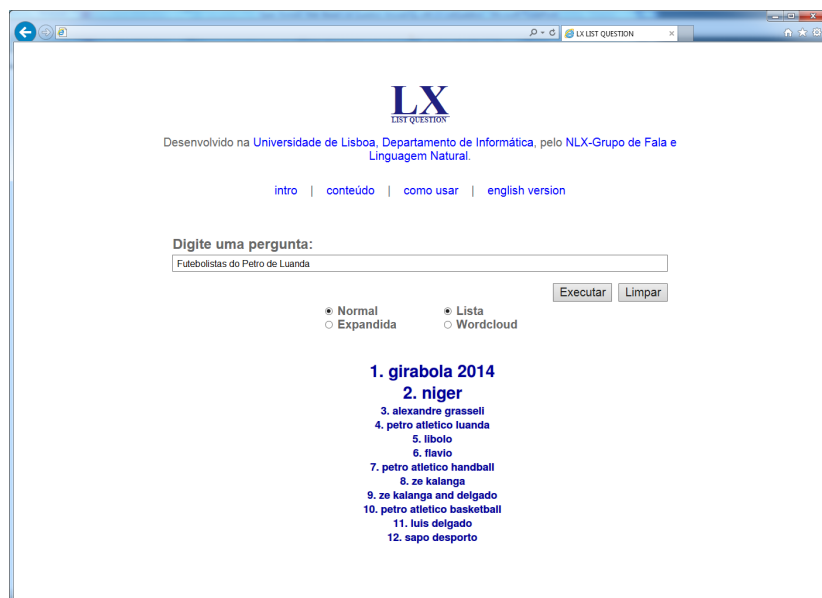 LX LIST QUESTION
LX
LIST QUESTION
Desenvolvido na Universidade de Lisboa, Departamento de Informática, pelo NLX-Grupo de Fala e
Linguagem Natural.
intro | conteúdo | como usar | english version
Digite uma pergunta:
Futebolistas do Petro de Luanda
Executar Limpar
Normal Lista
Expandida Wordcloud
1. girabola 2014
2. niger
3. alexandre grasseli
4. petro atletico luanda
5. libolo
6. flavio
7. petro atletico handball
8. ze kalanga
9. ze kalanga and delgado
10. petro atletico basketball
11. luis delgado
12. sapo desporto